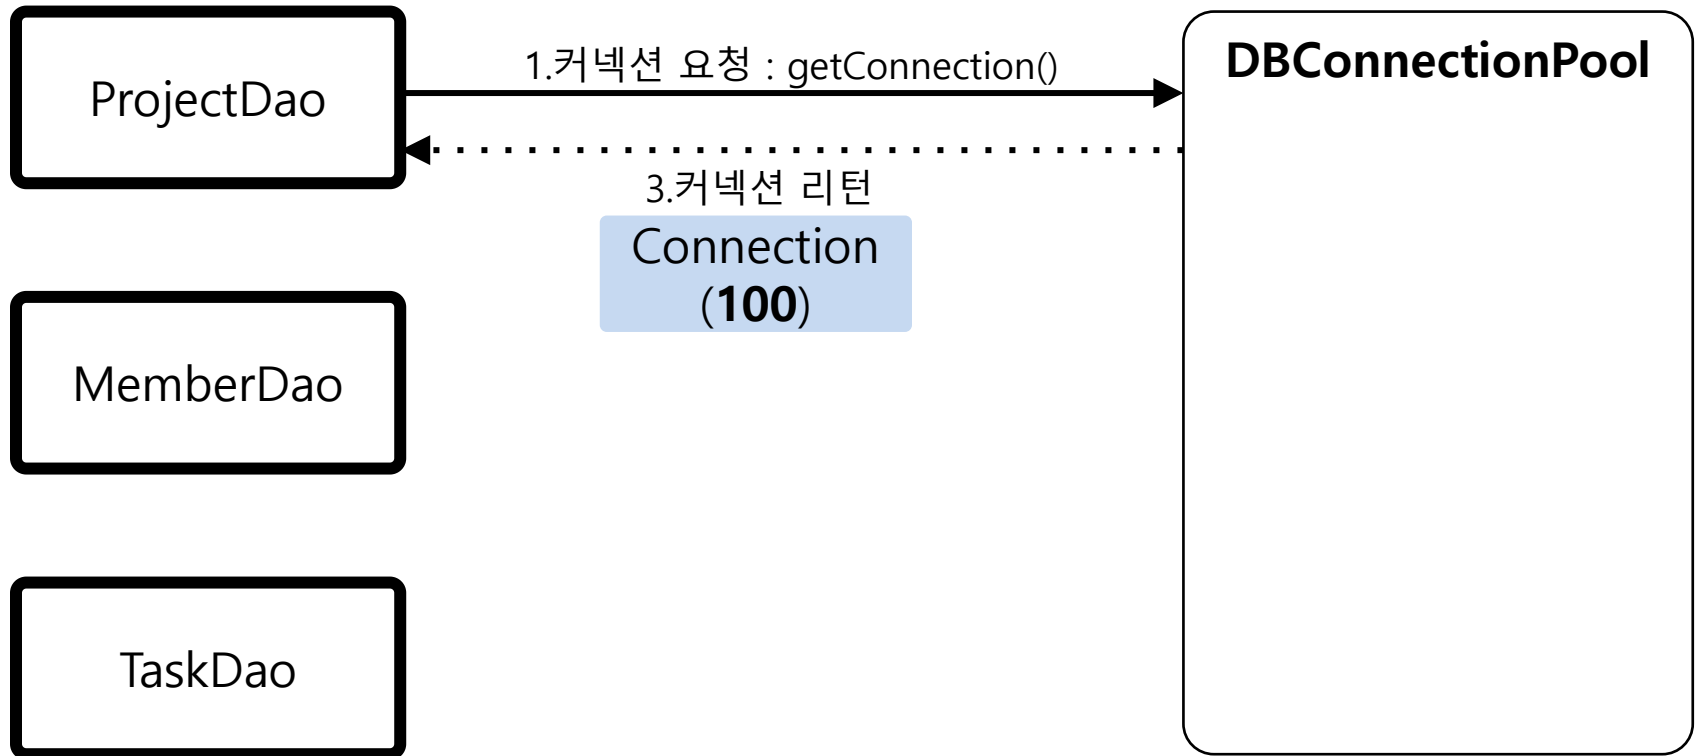 ProjectDao
1.커넥션 요청 : getConnection()
DBConnectionPool
3.커넥션 리턴
Connection
(100)
MemberDao
TaskDao